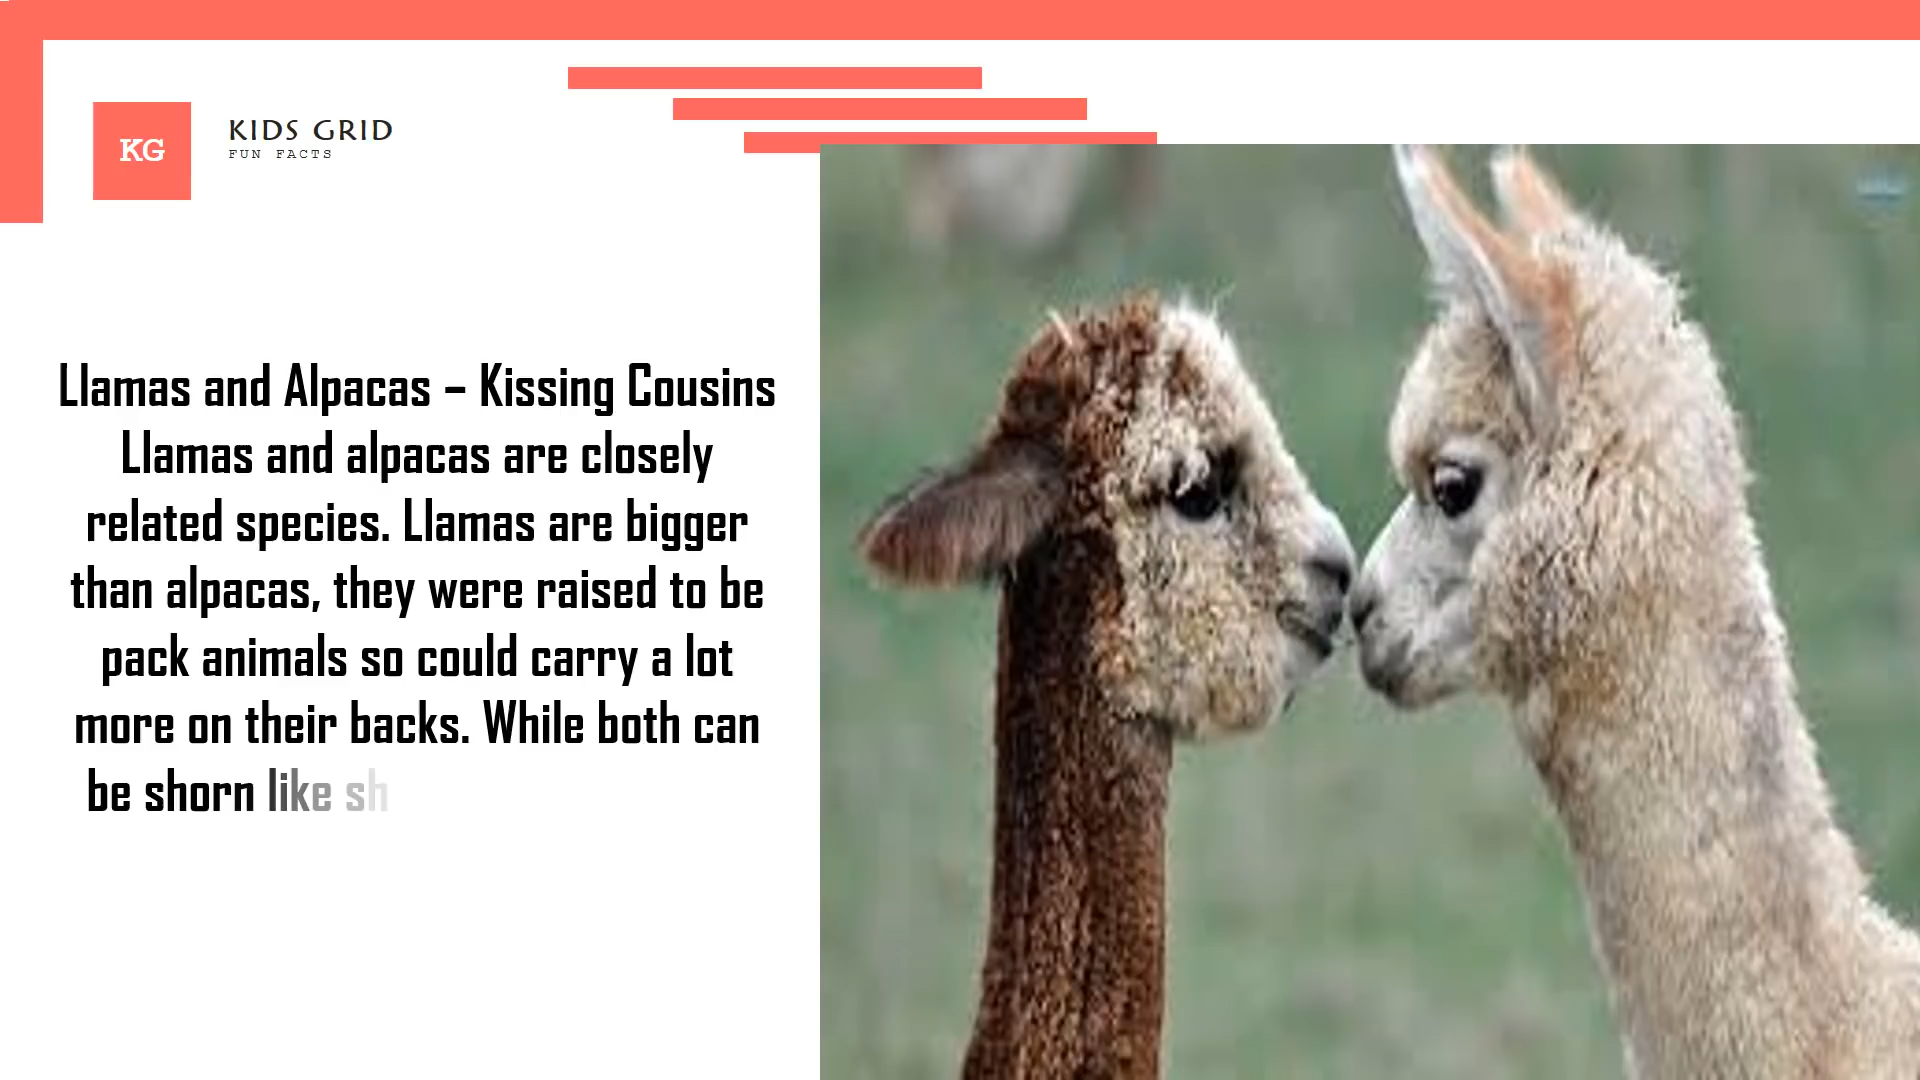 KG
KIDS GRID
FUN FACTS
Llamas and Alpacas – Kissing Cousins
Llamas and alpacas are closely
related species. Llamas are bigger
than alpacas, they were raised to be
pack animals so could carry a lot
more on their backs. While both can
be shorn like sh